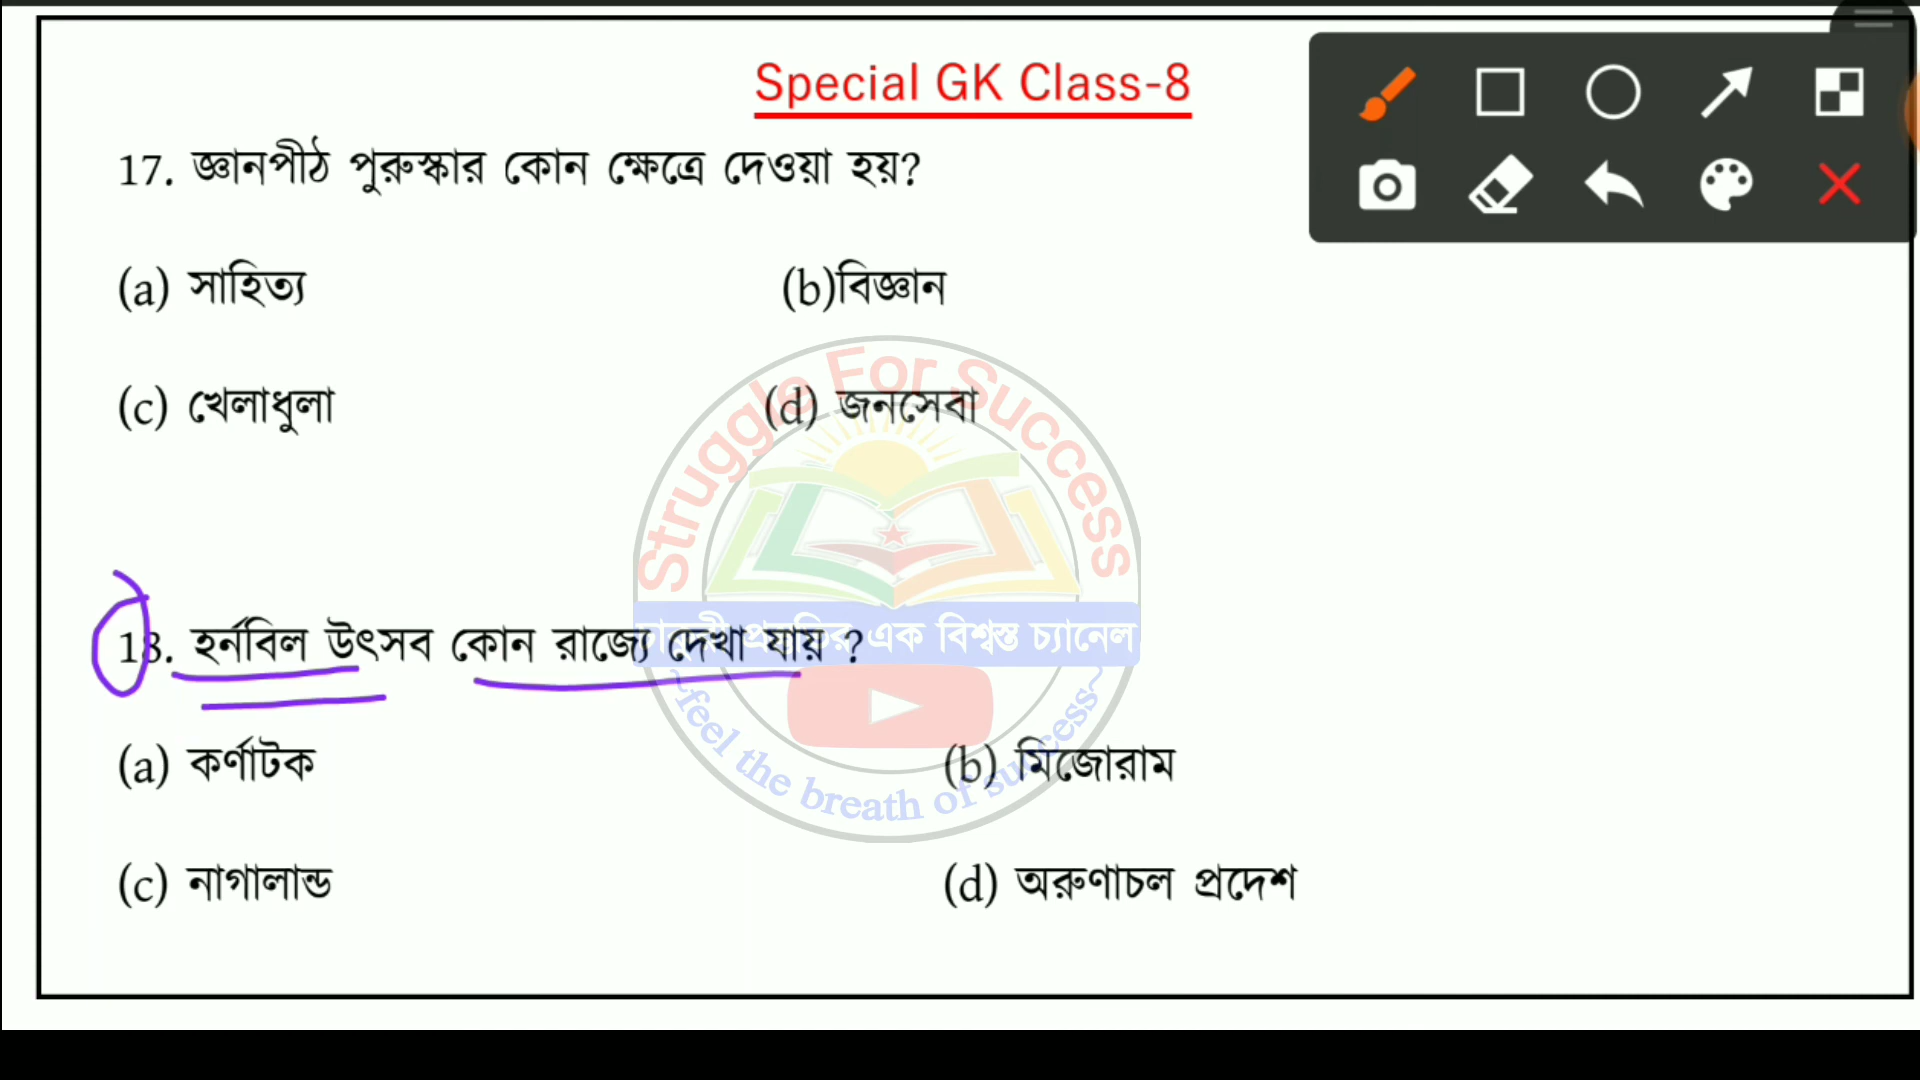 Special GK Class-8
17. জ্ঞানপীঠ পুরুস্কার কোন ক্ষেত্রে দেওয়া হয়?
(a) সাহিত্য (b)বিজ্ঞান
(c) খেলাধুলা (d) জনসেবা
Struggle For Success
18. হর্নবিল উৎসব কোন রাজ্যে দেখা যায় ?
এক বিশ্বস্ত চ্যানেল
(a) কর্ণাটক (b) মিজোরাম
~feel the breath of success~
(c) নাগালান্ড (d) অরুণাচল প্রদেশ